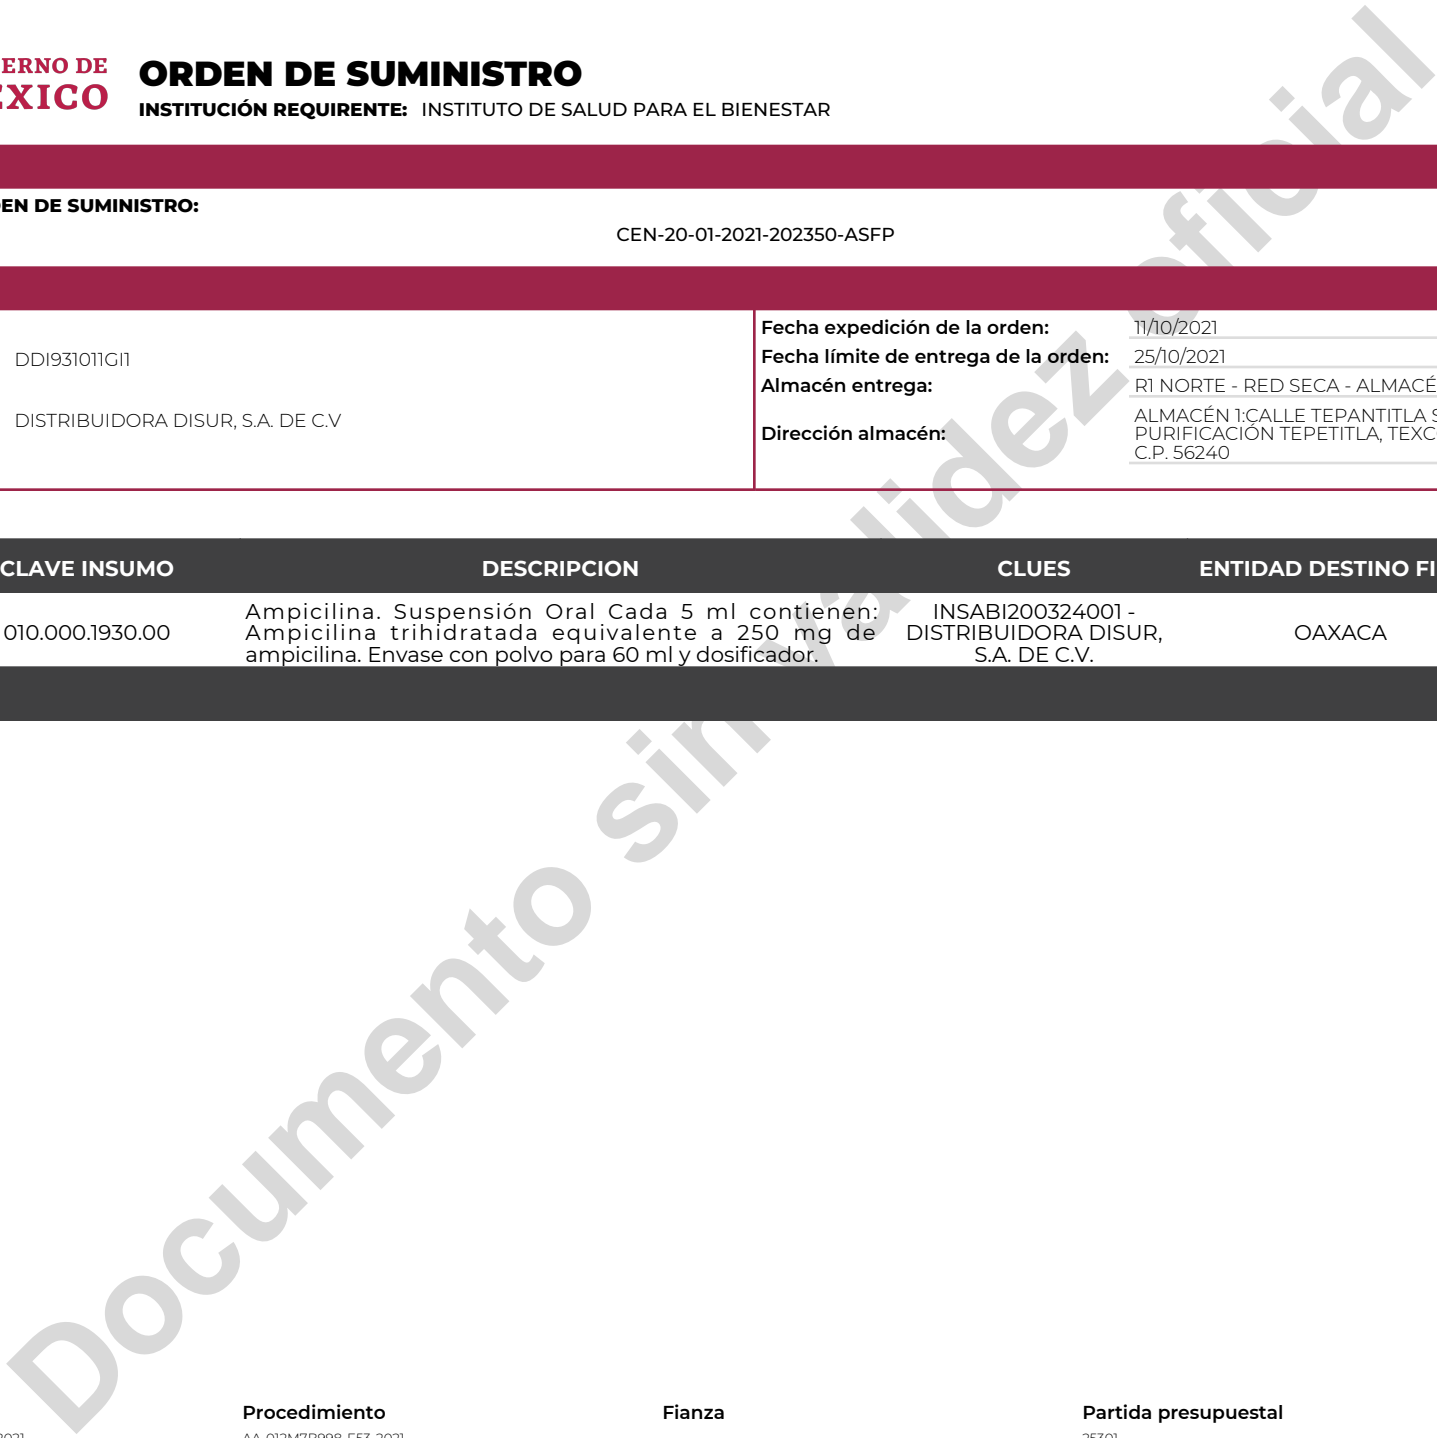 ERNO DE
ÉXICO
ORDEN DE SUMINISTRO
INSTITUCIÓN REQUIRENTE: INSTITUTO DE SALUD PARA EL BIENESTAR
EN DE SUMINISTRO:
CEN-20-01-2021-202350-ASFP
DDI931011GI1
DISTRIBUIDORA DISUR, S.A. DE C.V
Fecha expedición de la orden: 11/10/2021
Fecha límite de entrega de la orden: 25/10/2021
Almacén entrega: R1 NORTE - RED SECA - ALMACÉ
Dirección almacén:
ALMACÉN 1:CALLE TEPANTITLA S
PURIFICACIÓN TEPETITLA, TEXC
C.P. 56240
CLAVE INSUMO DESCRIPCION CLUES ENTIDAD DESTINO FI
010.000.1930.00
Ampicilina. Suspensión Oral Cada 5 ml contienen:
Ampicilina trihidratada equivalente a 250 mg de
ampicilina. Envase con polvo para 60 ml y dosificador.
INSABI200324001 -
DISTRIBUIDORA DISUR,
S.A. DE C.V.
OAXACA
Documento sin validez oficial
Procedimiento Fianza Partida presupuestal